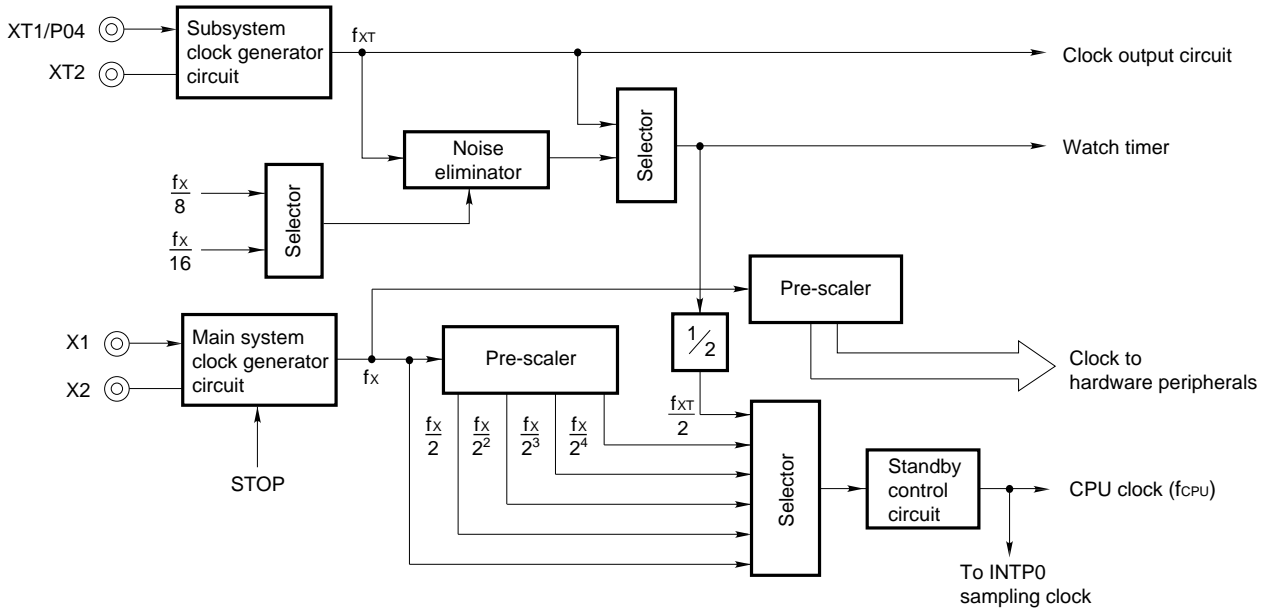 XT1/P04
XT2
Subsystem
clock generator
circuit
fXT
Clock output circuit
Selector
Watch timer
Noise
eliminator
fX
8
fX
16
Selector
Pre-scaler
X1
X2
Main system
clock generator
circuit
fX
Pre-scaler
1/2
Clock to
hardware peripherals
fX
2
fX
2²
fX
2³
fX
2⁴
fXT
2
STOP
Selector
Standby
control
circuit
CPU clock (fCPU)
To INTP0
sampling clock